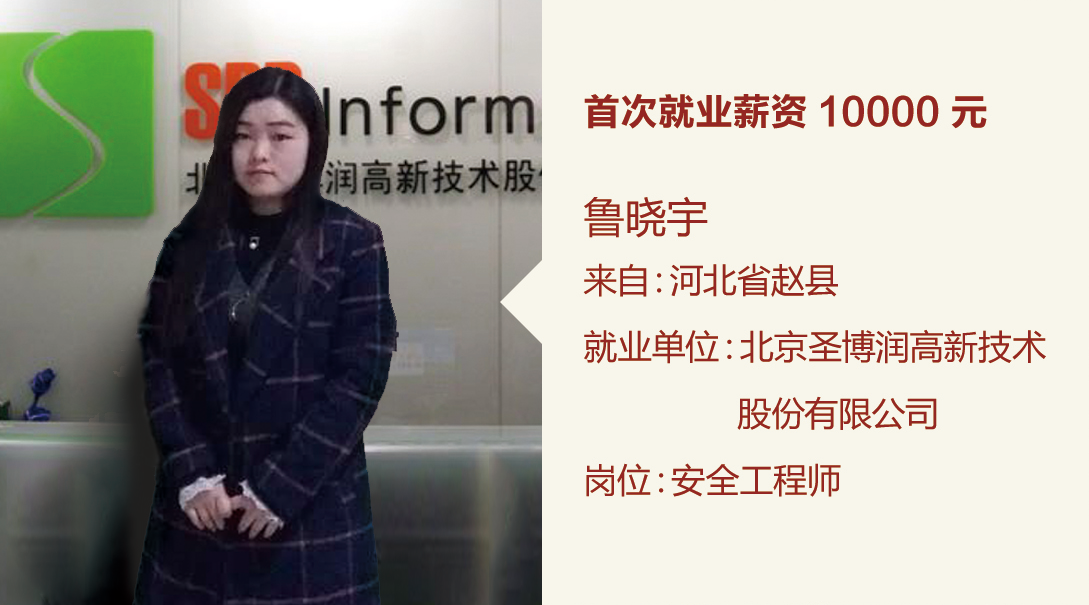 SBR Inform
北 润高新技术股
首次就业薪资 10000 元
鲁晓宇
来自:河北省赵县
就业单位:北京圣博润高新技术
股份有限公司
岗位:安全工程师